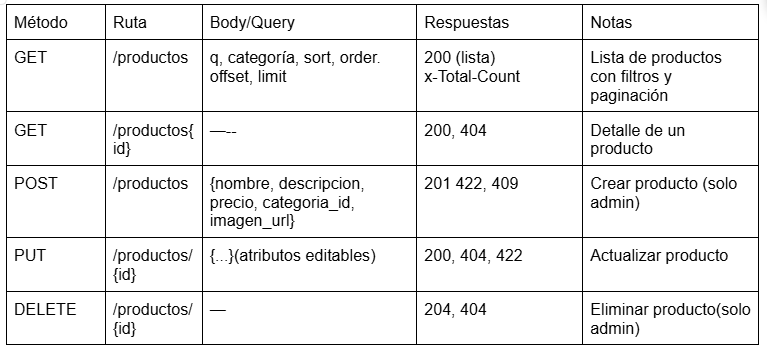 Método Ruta Body/Query Respuestas Notas
GET /productos q, categoría, sort, order. 200 (lista) Lista de productos
offset, limit x-Total-Count con filtros y
paginación
GET /productos{ —-- 200, 404 Detalle de un
id} producto
POST /productos {nombre, descripcion, 201 422, 409 Crear producto (solo
precio, categoria_id, admin)
imagen_url}
PUT /productos/ {...}(atributos editables) 200, 404, 422 Actualizar producto
{id}
DELETE /productos/ — 204, 404 Eliminar producto(solo
{id} admin)